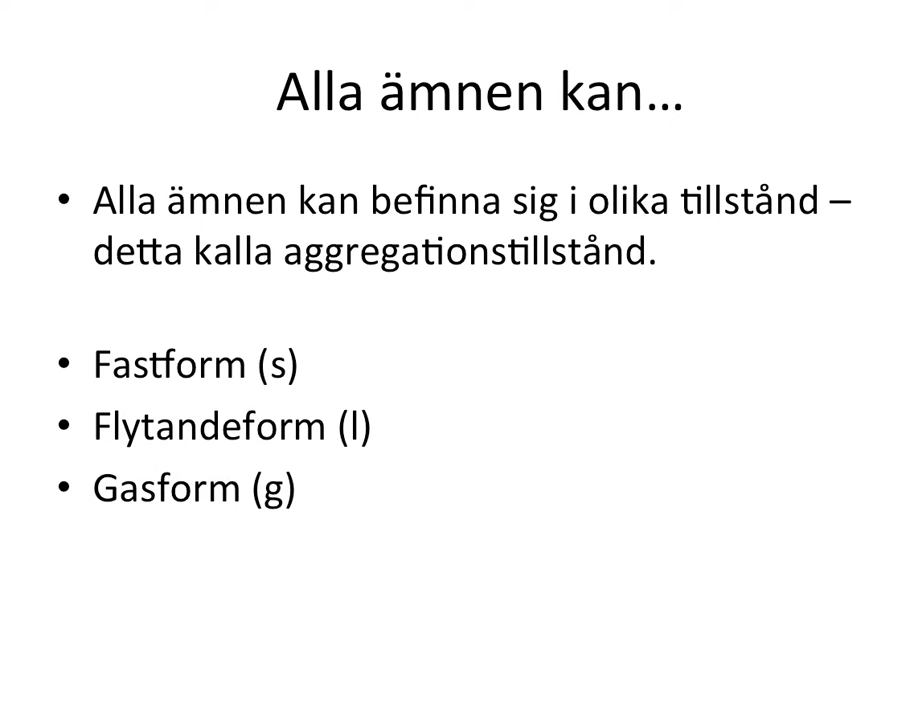 Alla ämnen kan…
• Alla ämnen kan befinna sig i olika tillstånd –
detta kalla aggregationstillstånd.
• Fastform (s)
• Flytandeform (l)
• Gasform (g)